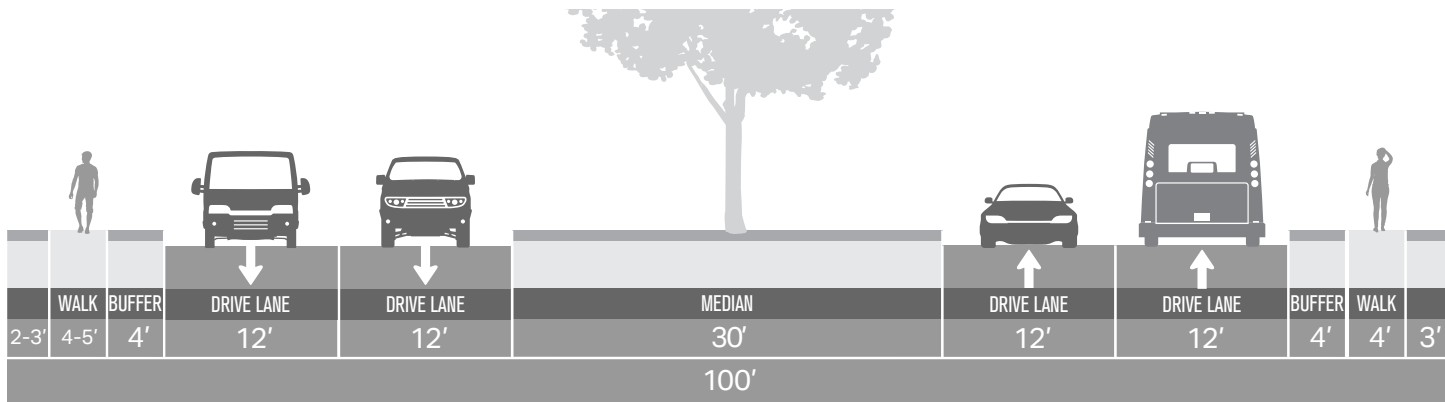 WALK BUFFER DRIVE LANE DRIVE LANE MEDIAN DRIVE LANE DRIVE LANE BUFFER WALK
2-3′ 4-5′ 4′ 12′ 12′ 30′ 12′ 12′ 4′ 4′ 3′
100′